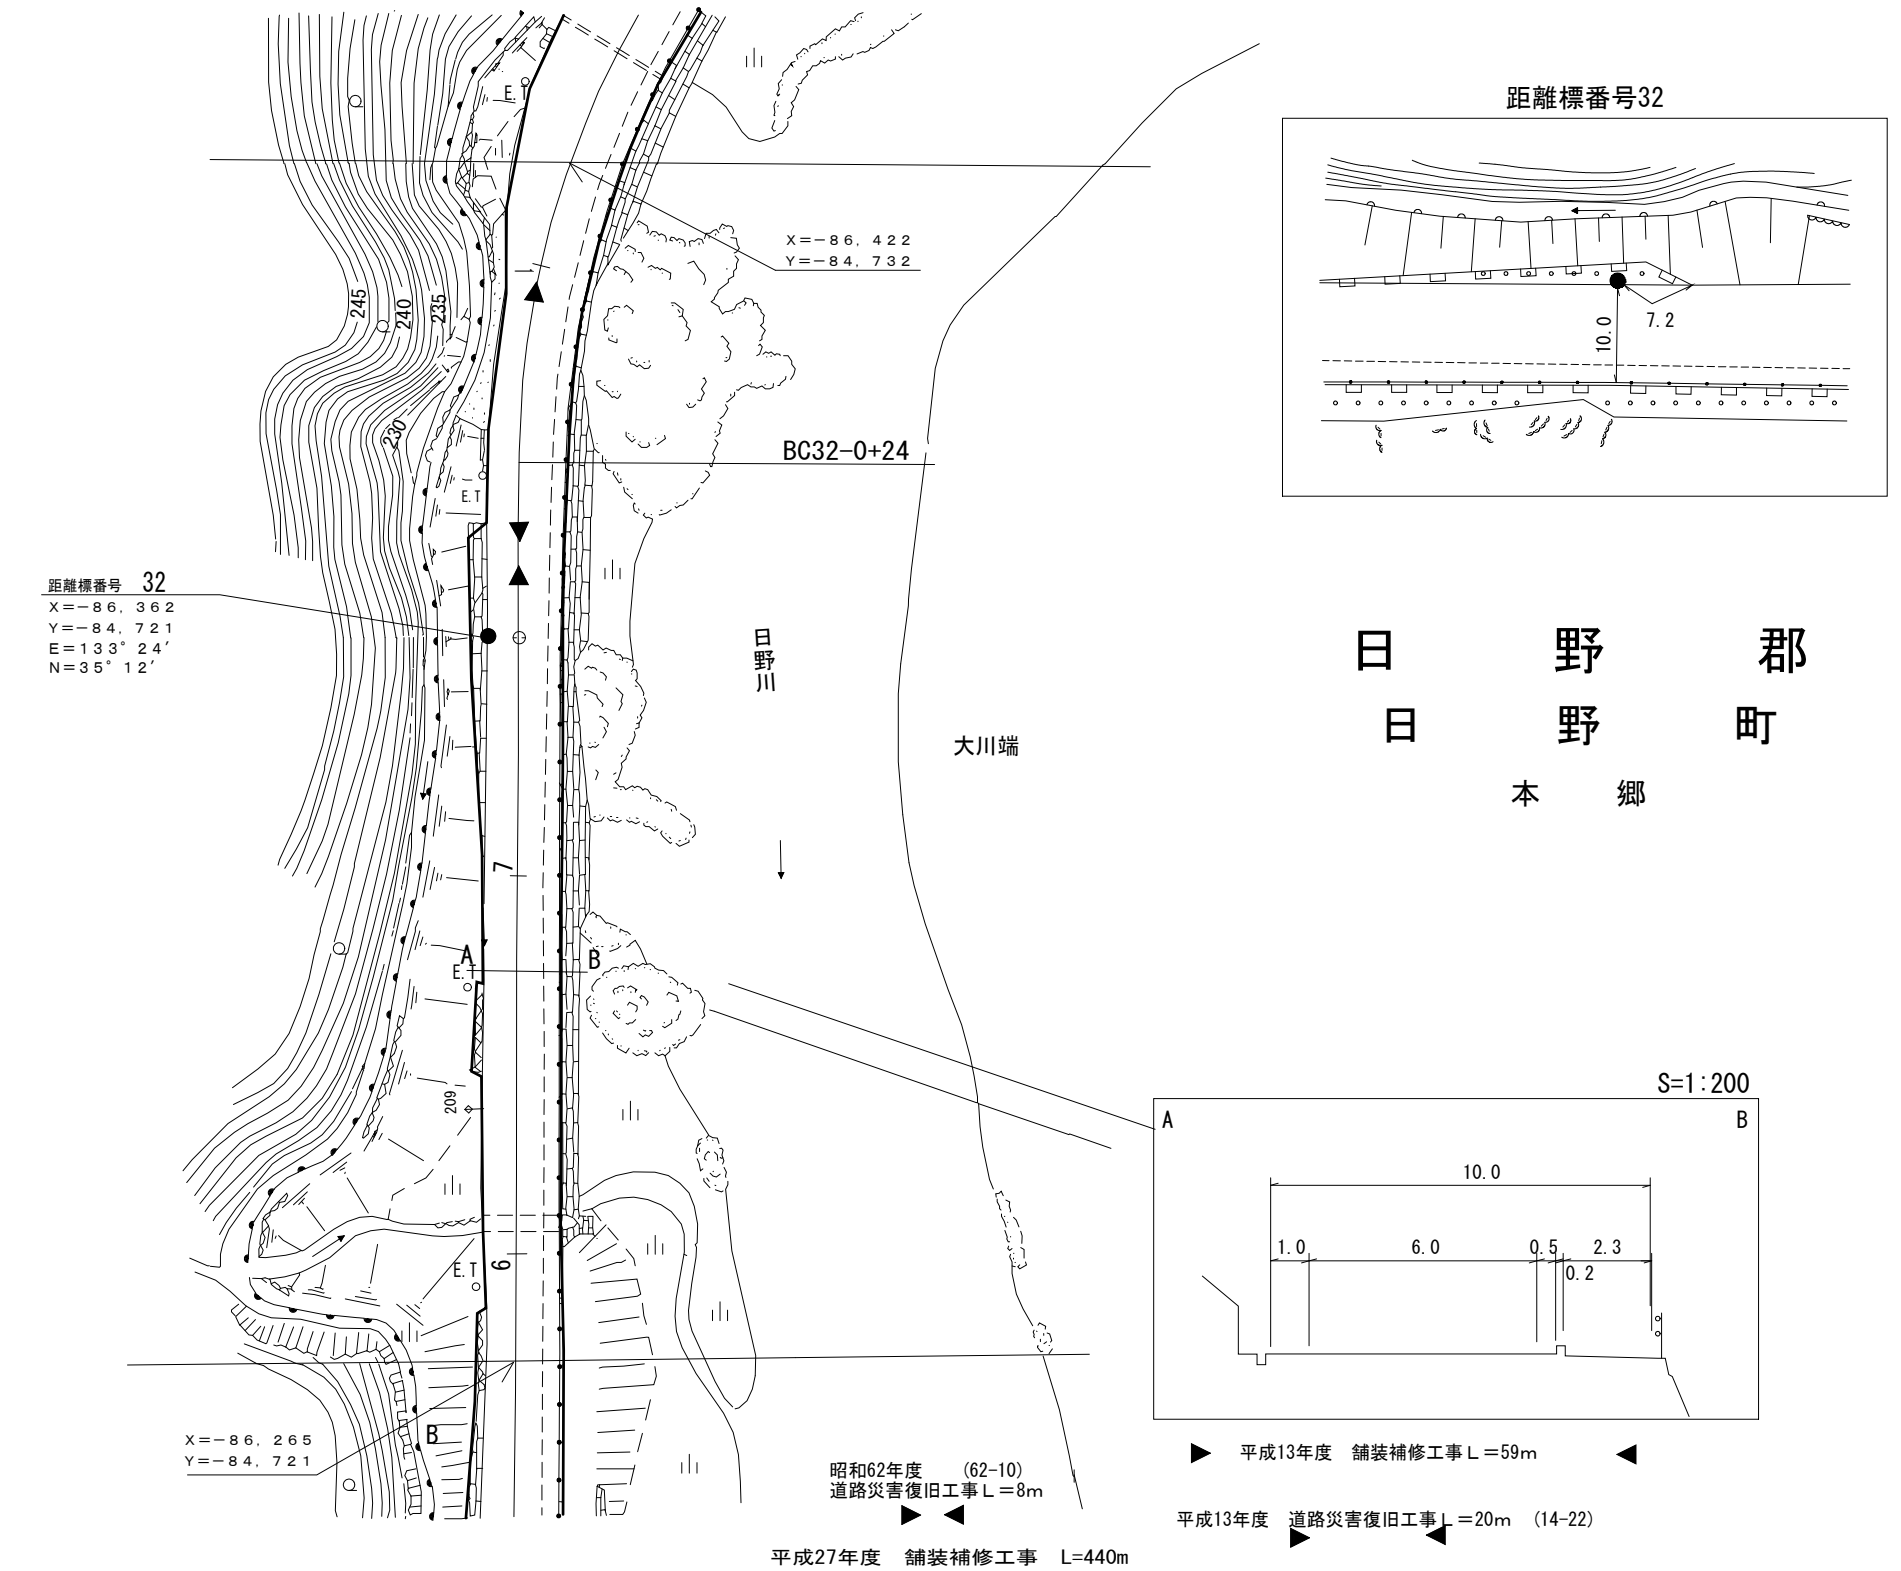 距離標番号32
10.0
7.2
E.T
X=-86,422
Y=-84,732
245
240
235
230
BC32-0+24
E.T
距離標番号 32
X=-86,362
Y=-84,721
E=133°24′
N=35°12′
日野川
大川端
日野郡
日野町
本郷
7
A
B
E.T
209
6
E.T
S=1:200
A
B
10.0
1.0
6.0
0.5
2.3
0.2
B
X=-86,265
Y=-84,721
昭和62年度 (62-10)
道路災害復旧工事L=8m
平成13年度 舗装補修工事L=59m
平成13年度 道路災害復旧工事L=20m (14-22)
平成27年度 舗装補修工事 L=440m